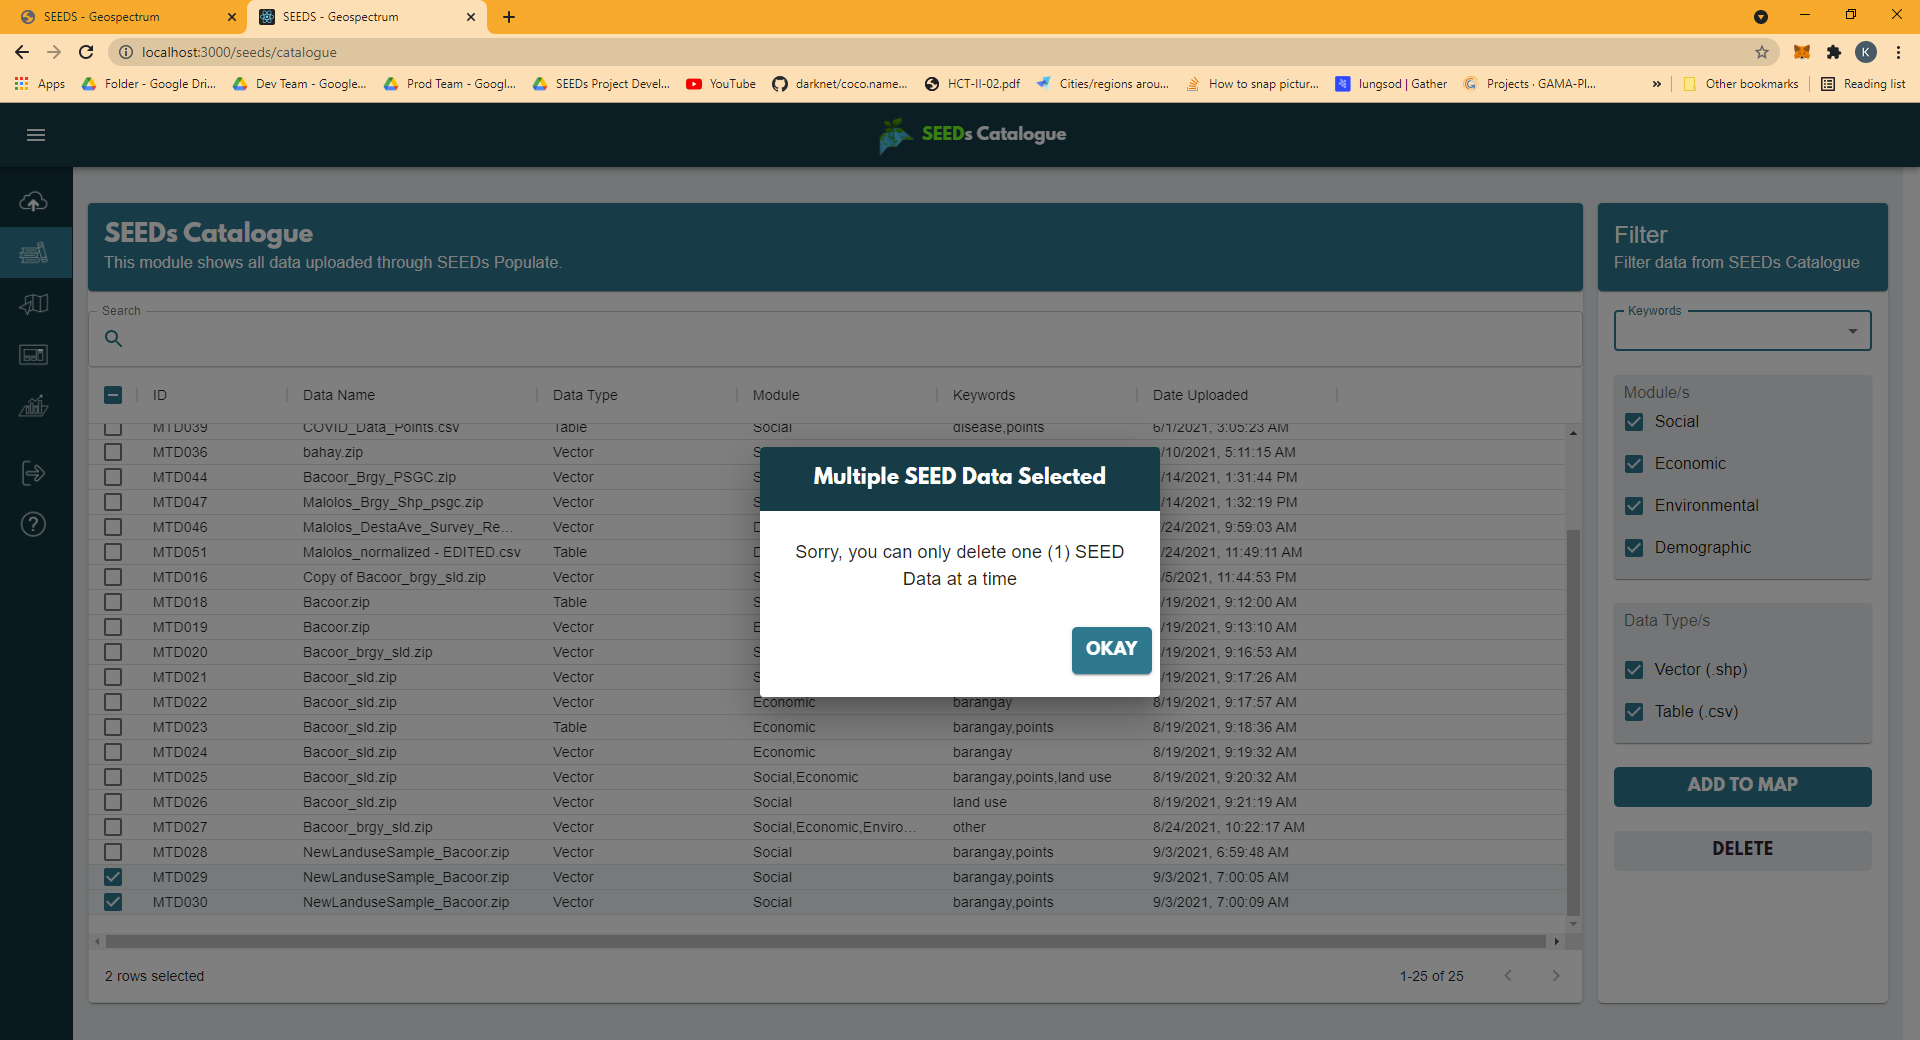 SEEDS - Geospectrum
SEEDS - Geospectrum
localhost:3000/seeds/catalogue
K
Apps
Folder - Google Dri...
Dev Team - Google...
Prod Team - Googl...
SEEDs Project Devel...
YouTube
darknet/coco.name...
HCT-II-02.pdf
Cities/regions arou...
How to snap pictur...
lungsod | Gather
Projects · GAMA-Pl...
»
Other bookmarks
Reading list
SEEDs Catalogue
SEEDs Catalogue
This module shows all data uploaded through SEEDs Populate.
Search
ID Data Name Data Type Module Keywords Date Uploaded
MTD039 COVID_Data_Points.csv Table Social disease,points 6/1/2021, 3:05:23 AM
MTD036 bahay.zip Vector S /10/2021, 5:11:15 AM
MTD044 Bacoor_Brgy_PSGC.zip Vector S /14/2021, 1:31:44 PM
MTD047 Malolos_Brgy_Shp_psgc.zip Vector S /14/2021, 1:32:19 PM
MTD046 Malolos_DestaAve_Survey_Re... Vector D /24/2021, 9:59:03 AM
MTD051 Malolos_normalized - EDITED.csv Table D /24/2021, 11:49:11 AM
MTD016 Copy of Bacoor_brgy_sld.zip Vector S /5/2021, 11:44:53 PM
MTD018 Bacoor.zip Table S /19/2021, 9:12:00 AM
MTD019 Bacoor.zip Vector E /19/2021, 9:13:10 AM
MTD020 Bacoor_brgy_sld.zip Vector S /19/2021, 9:16:53 AM
MTD021 Bacoor_sld.zip Vector S /19/2021, 9:17:26 AM
MTD022 Bacoor_sld.zip Vector Economic barangay 8/19/2021, 9:17:57 AM
MTD023 Bacoor_sld.zip Table Economic barangay,points 8/19/2021, 9:18:36 AM
MTD024 Bacoor_sld.zip Vector Economic barangay 8/19/2021, 9:19:32 AM
MTD025 Bacoor_sld.zip Vector Social,Economic barangay,points,land use 8/19/2021, 9:20:32 AM
MTD026 Bacoor_sld.zip Vector Social land use 8/19/2021, 9:21:19 AM
MTD027 Bacoor_brgy_sld.zip Vector Social,Economic,Enviro... other 8/24/2021, 10:22:17 AM
MTD028 NewLanduseSample_Bacoor.zip Vector Social barangay,points 9/3/2021, 6:59:48 AM
MTD029 NewLanduseSample_Bacoor.zip Vector Social barangay,points 9/3/2021, 7:00:05 AM
MTD030 NewLanduseSample_Bacoor.zip Vector Social barangay,points 9/3/2021, 7:00:09 AM
2 rows selected
1-25 of 25
Multiple SEED Data Selected
Sorry, you can only delete one (1) SEED
Data at a time
OKAY
Filter
Filter data from SEEDs Catalogue
Keywords
Module/s
Social
Economic
Environmental
Demographic
Data Type/s
Vector (.shp)
Table (.csv)
ADD TO MAP
DELETE